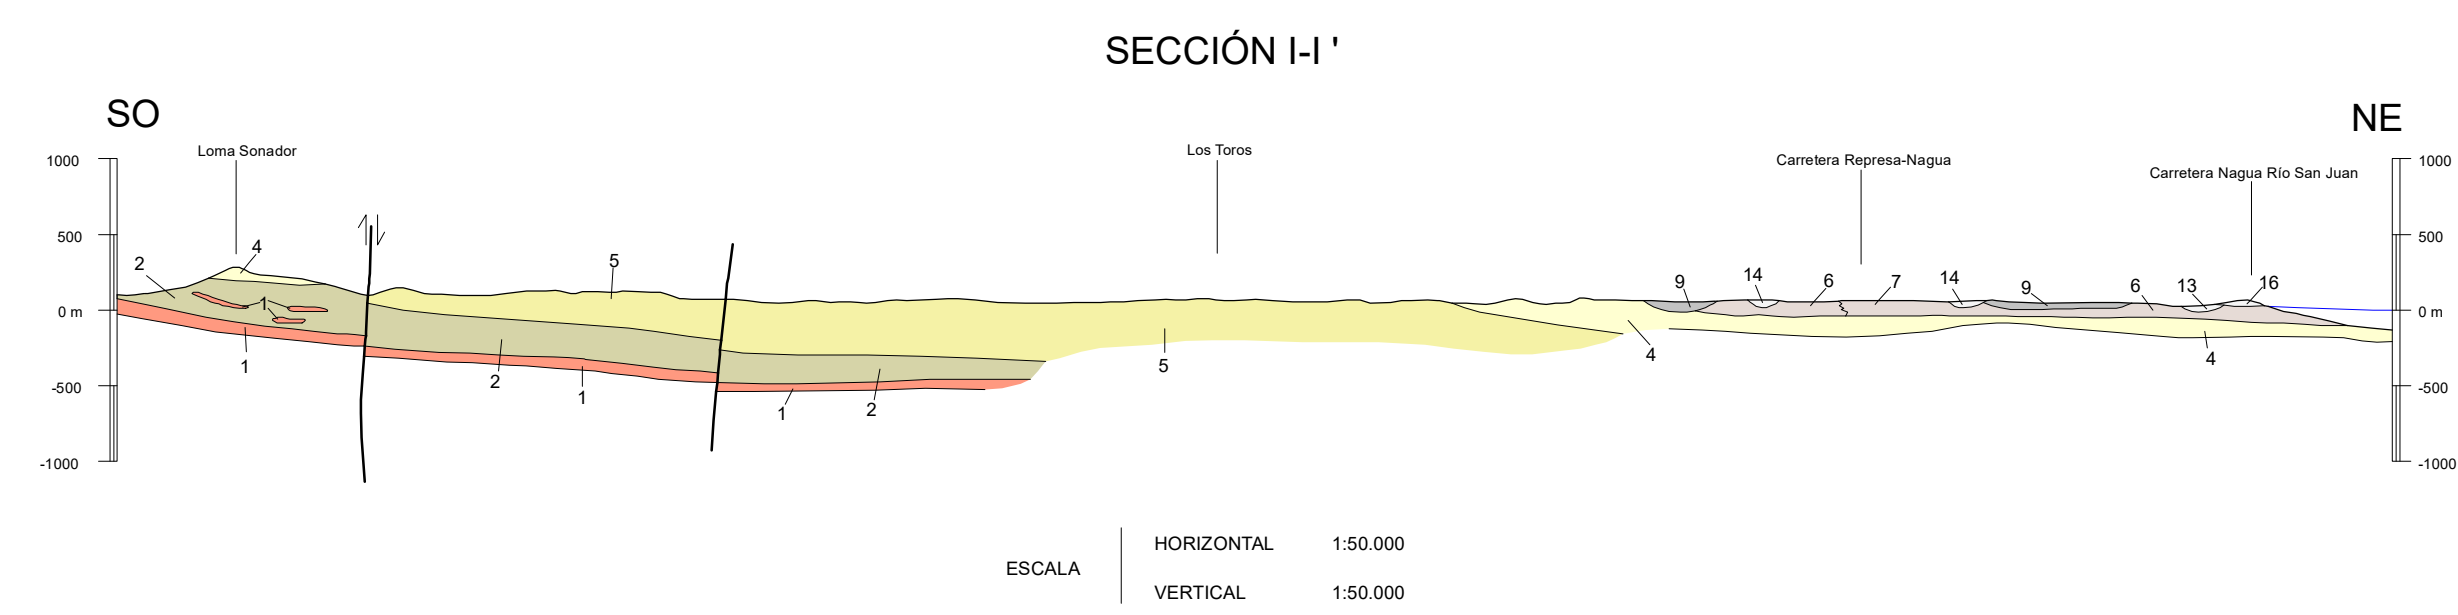 SECCIÓN I-I '
SO
NE
Loma Sonador
Los Toros
Carretera Represa-Nagua
Carretera Nagua Río San Juan
1000
500
0 m
-500
-1000
1000
500
0 m
-500
-1000
2
4
1
1
5
2
1
1
2
5
4
9
14
6
7
14
9
6
13
16
4
ESCALA
HORIZONTAL 1:50.000
VERTICAL 1:50.000